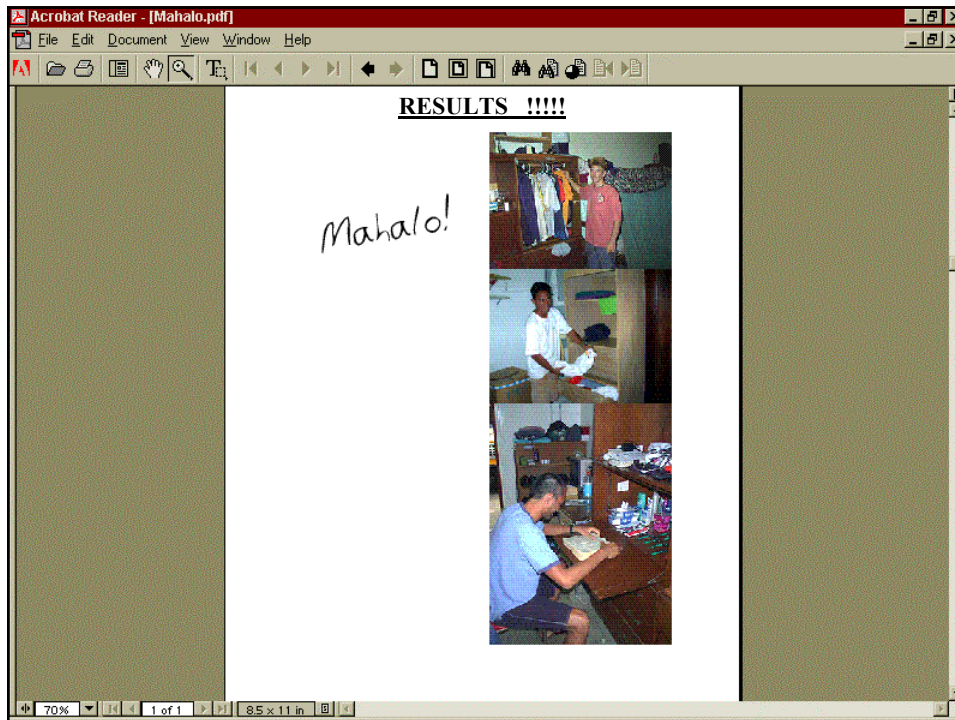 Acrobat Reader - [Mahalo.pdf]
File Edit Document View Window Help
RESULTS !!!!!
Mahalo!
70% 1 of 1 8.5 x 11 in